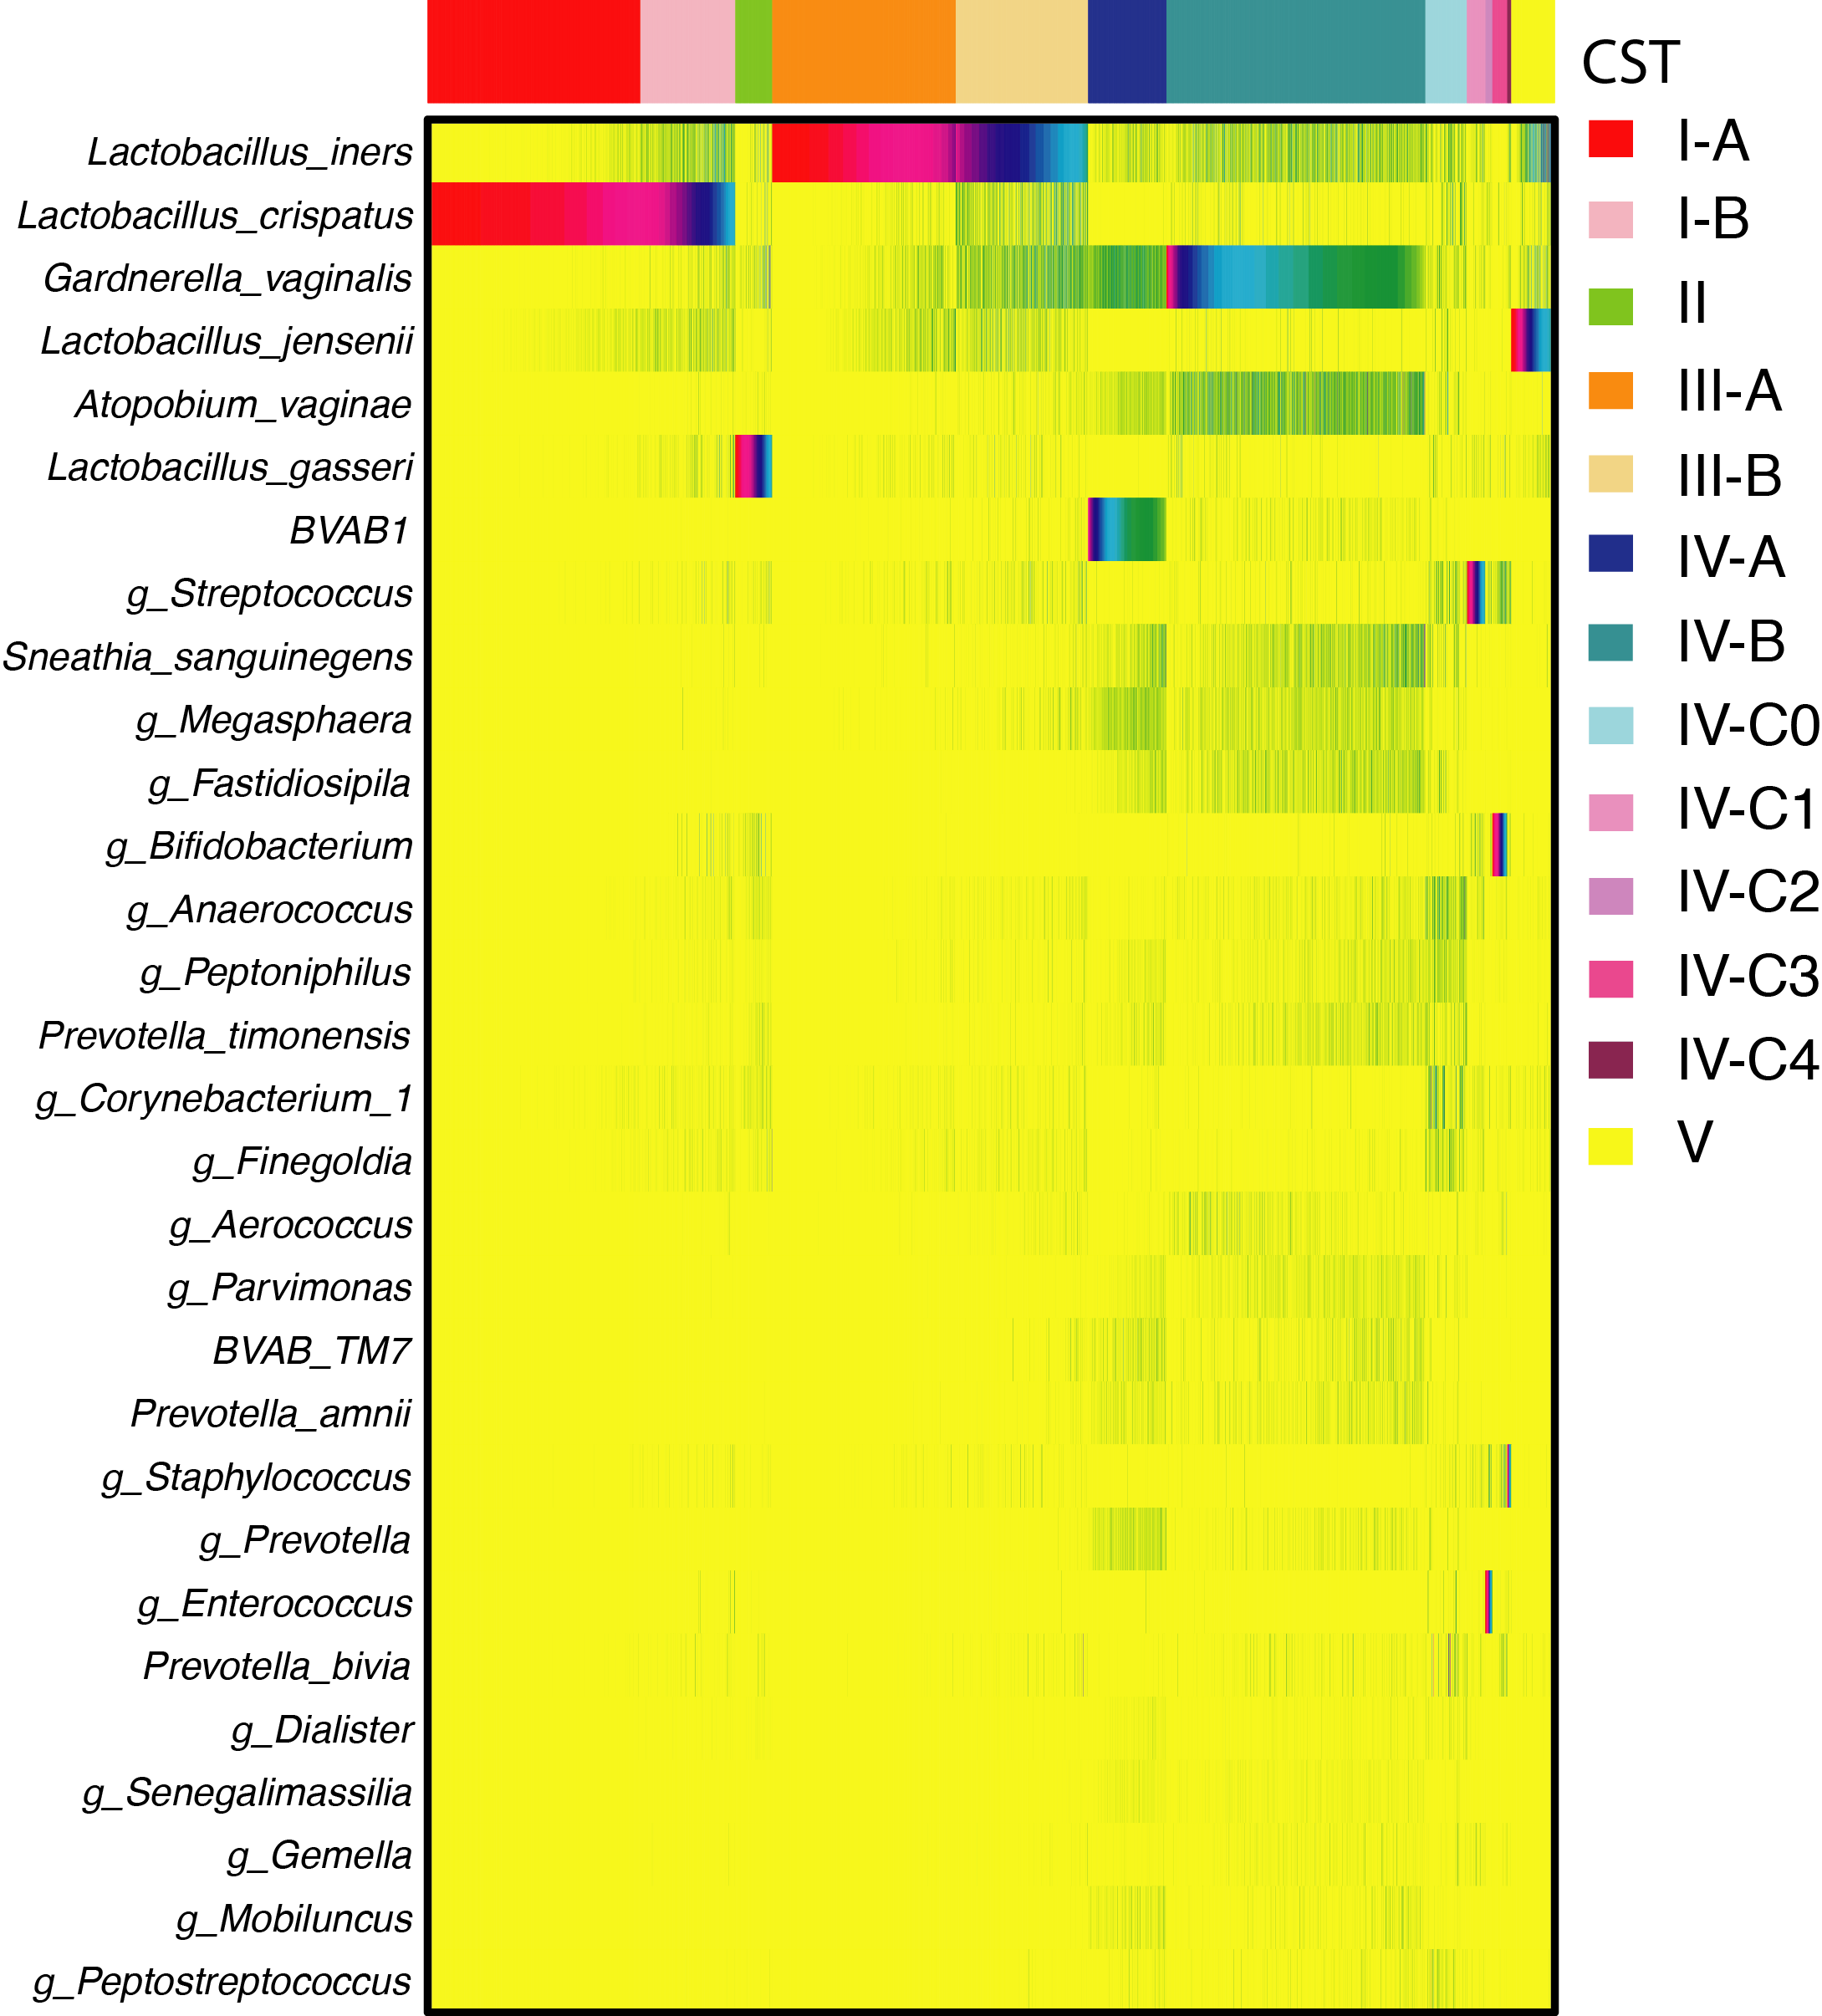 CST
I-A
I-B
II
III-A
III-B
IV-A
IV-B
IV-C0
IV-C1
IV-C2
IV-C3
IV-C4
V
Lactobacillus_iners
Lactobacillus_crispatus
Gardnerella_vaginalis
Lactobacillus_jensenii
Atopobium_vaginae
Lactobacillus_gasseri
BVAB1
g_Streptococcus
Sneathia_sanguinegens
g_Megasphaera
g_Fastidiosipila
g_Bifidobacterium
g_Anaerococcus
g_Peptoniphilus
Prevotella_timonensis
g_Corynebacterium_1
g_Finegoldia
g_Aerococcus
g_Parvimonas
BVAB_TM7
Prevotella_amnii
g_Staphylococcus
g_Prevotella
g_Enterococcus
Prevotella_bivia
g_Dialister
g_Senegalimassilia
g_Gemella
g_Mobiluncus
g_Peptostreptococcus